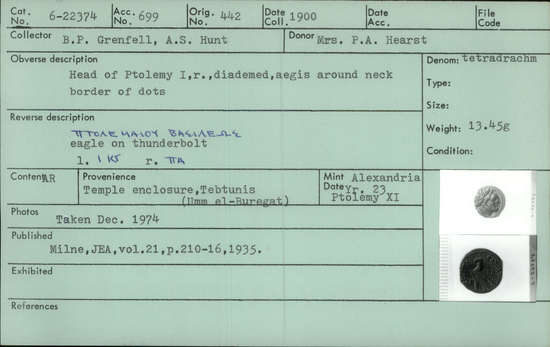 Cat. No. 6-22374 Acc. No. 699 Orig. No. 442 Date Coll. 1900 Date Acc. File Code
Collector B.P. Grenfell, A.S. Hunt Donor Mrs. P.A. Hearst
Obverse description
Head of Ptolemy I,r.,diademed,aegis around neck
border of dots
Denom: tetradrachm
Type:
Size:
Weight: 13.45g
Condition:
Reverse description
ΠΤΟΛΕΜΑΙΟΥ ΒΑΣΙΛΕΩΣ
eagle on thunderbolt
l. ΠΑ
Content AR
Provenience
Temple enclosure,Tebtunis
(Umm el-Buregat)
Mint Alexandria
Date Yr. 23
Ptolemy XI
Photos
Taken Dec. 1974
Published
Milne,JEA,vol.21,p.210-16,1935.
Exhibited
References